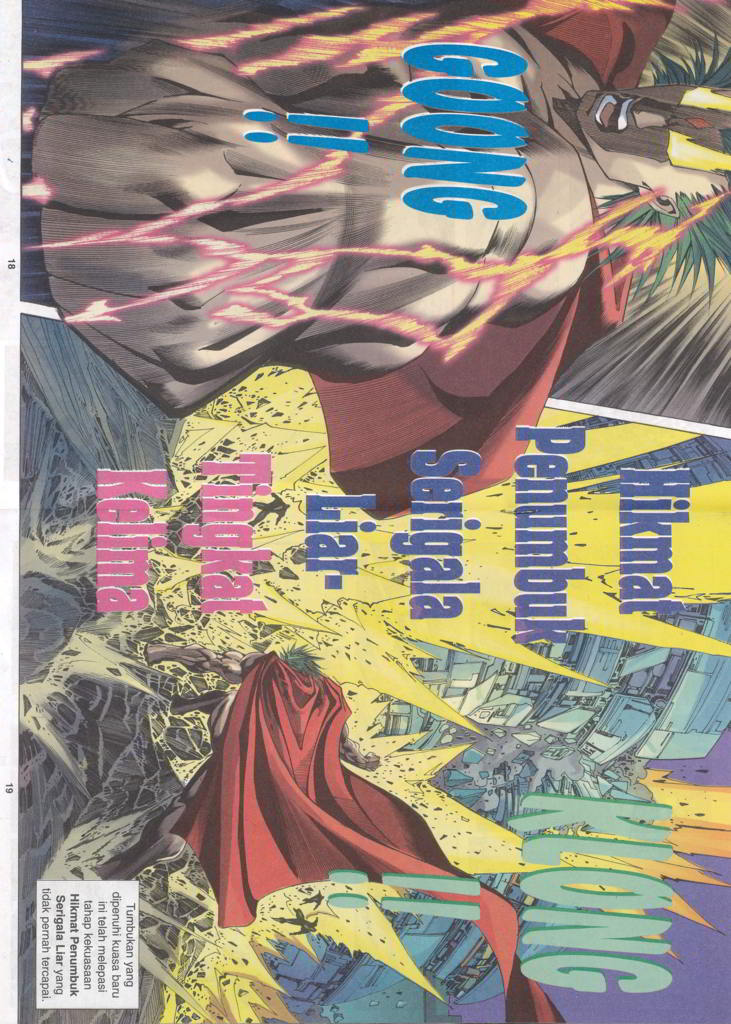 GOONG
!!
Hikmat
Penumbuk
Serigala
Liar-
Tingkat
Kelima
KLONG
!!
Tumbukan yang
dipenuhi kuasa baru
ini telah melepasi
tahap kekuasaan
Hikmat Penumbuk
Serigala Liar yang
tidak pernah tercapai.
18
19